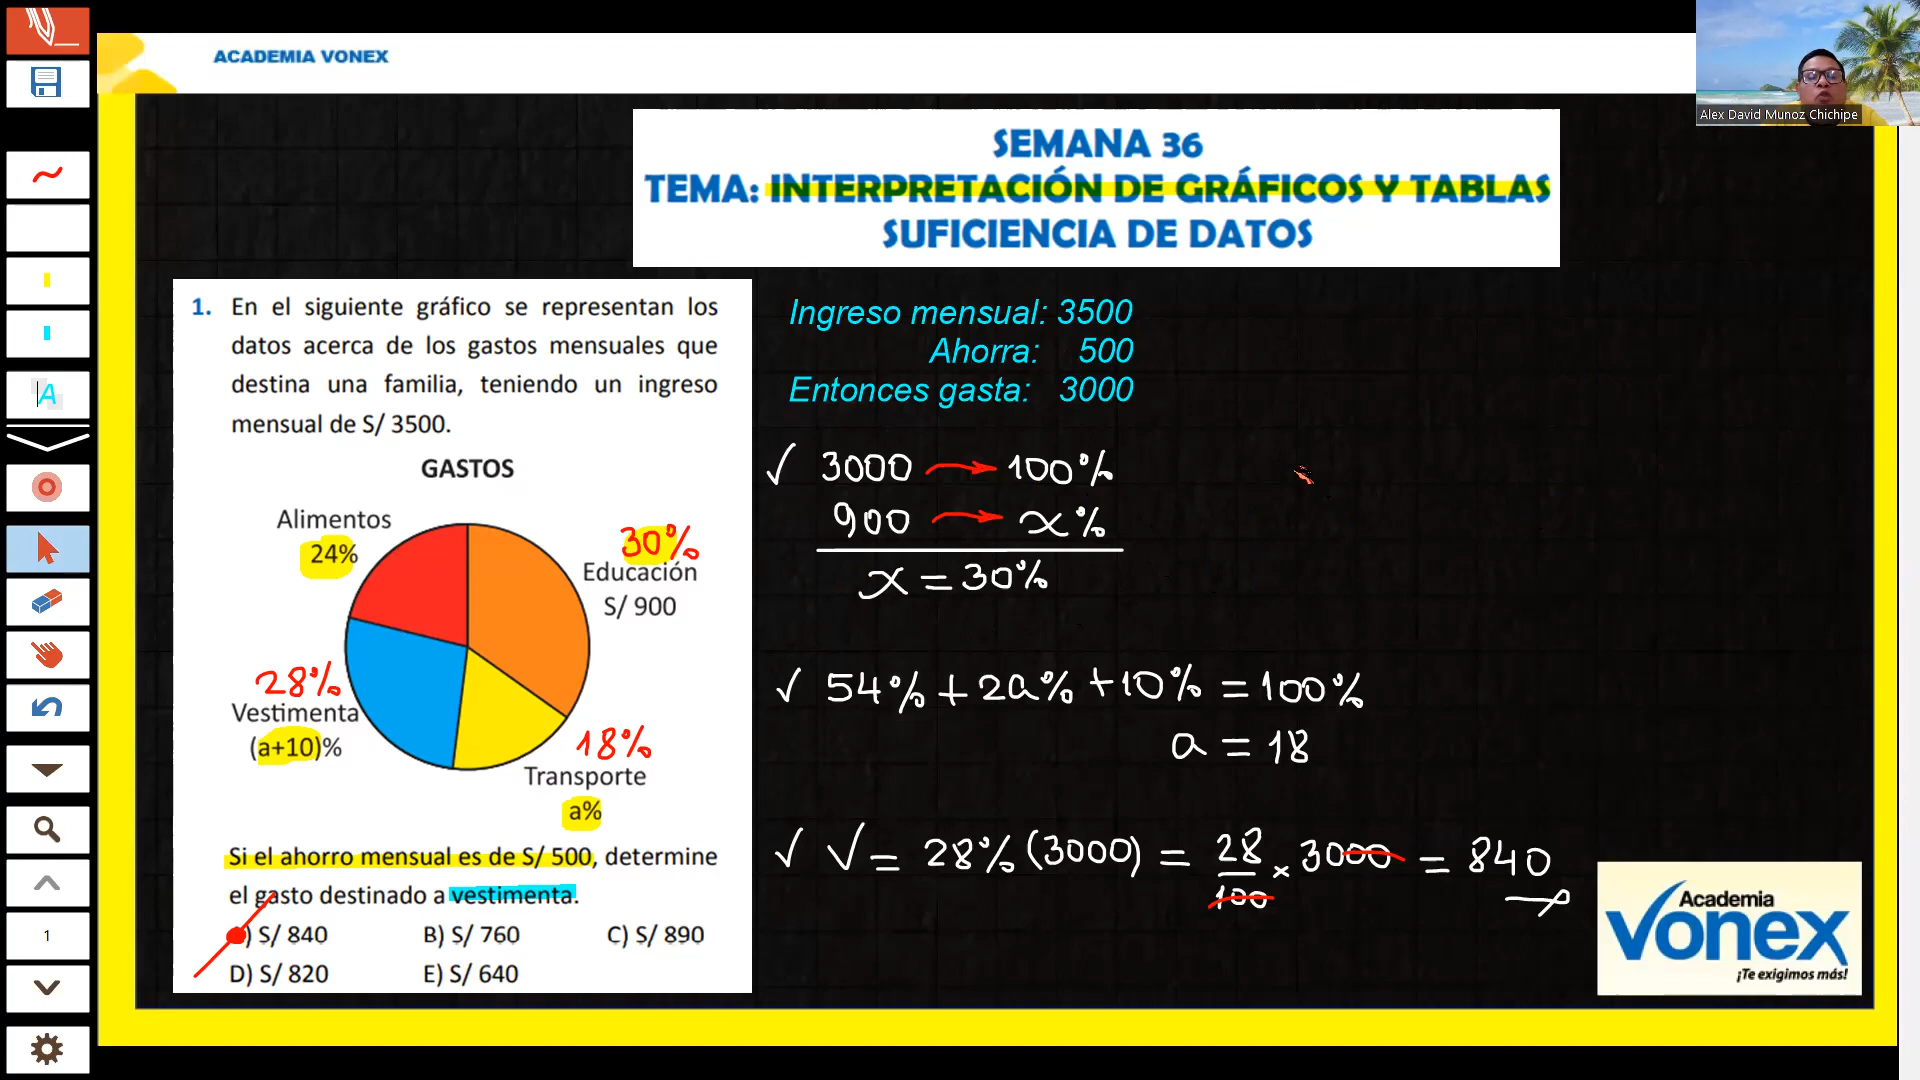 ACADEMIA VONEX
Alex David Munoz Chichipe
SEMANA 36
TEMA: INTERPRETACIÓN DE GRÁFICOS Y TABLAS
SUFICIENCIA DE DATOS
1. En el siguiente gráfico se representan los
datos acerca de los gastos mensuales que
destina una familia, teniendo un ingreso
mensual de S/ 3500.
GASTOS
Alimentos
24%
30%
Educación
S/ 900
28%
Vestimenta
(a+10)%
18%
Transporte
a%
Si el ahorro mensual es de S/ 500, determine
el gasto destinado a vestimenta.
) S/ 840 B) S/ 760 C) S/ 890
D) S/ 820 E) S/ 640
Ingreso mensual: 3500
Ahorra: 500
Entonces gasta: 3000
✓ 3000 → 100%
900 → x%
x = 30%
✓ 54% + 2a% + 10% = 100%
a = 18
✓ V = 28% (3000) = 28/100 × 3000 = 840
Academia
Vonex
¡Te exigimos más!
A
1